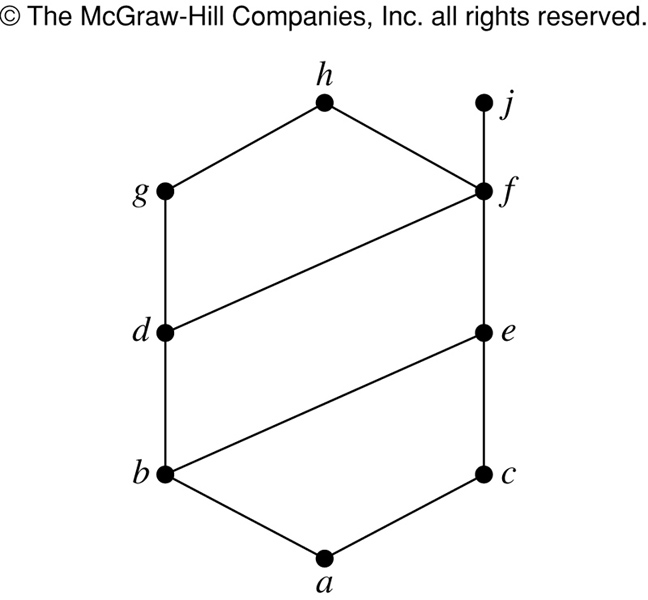 © The McGraw-Hill Companies, Inc. all rights reserved.
h
j
g
f
d
e
b
c
a